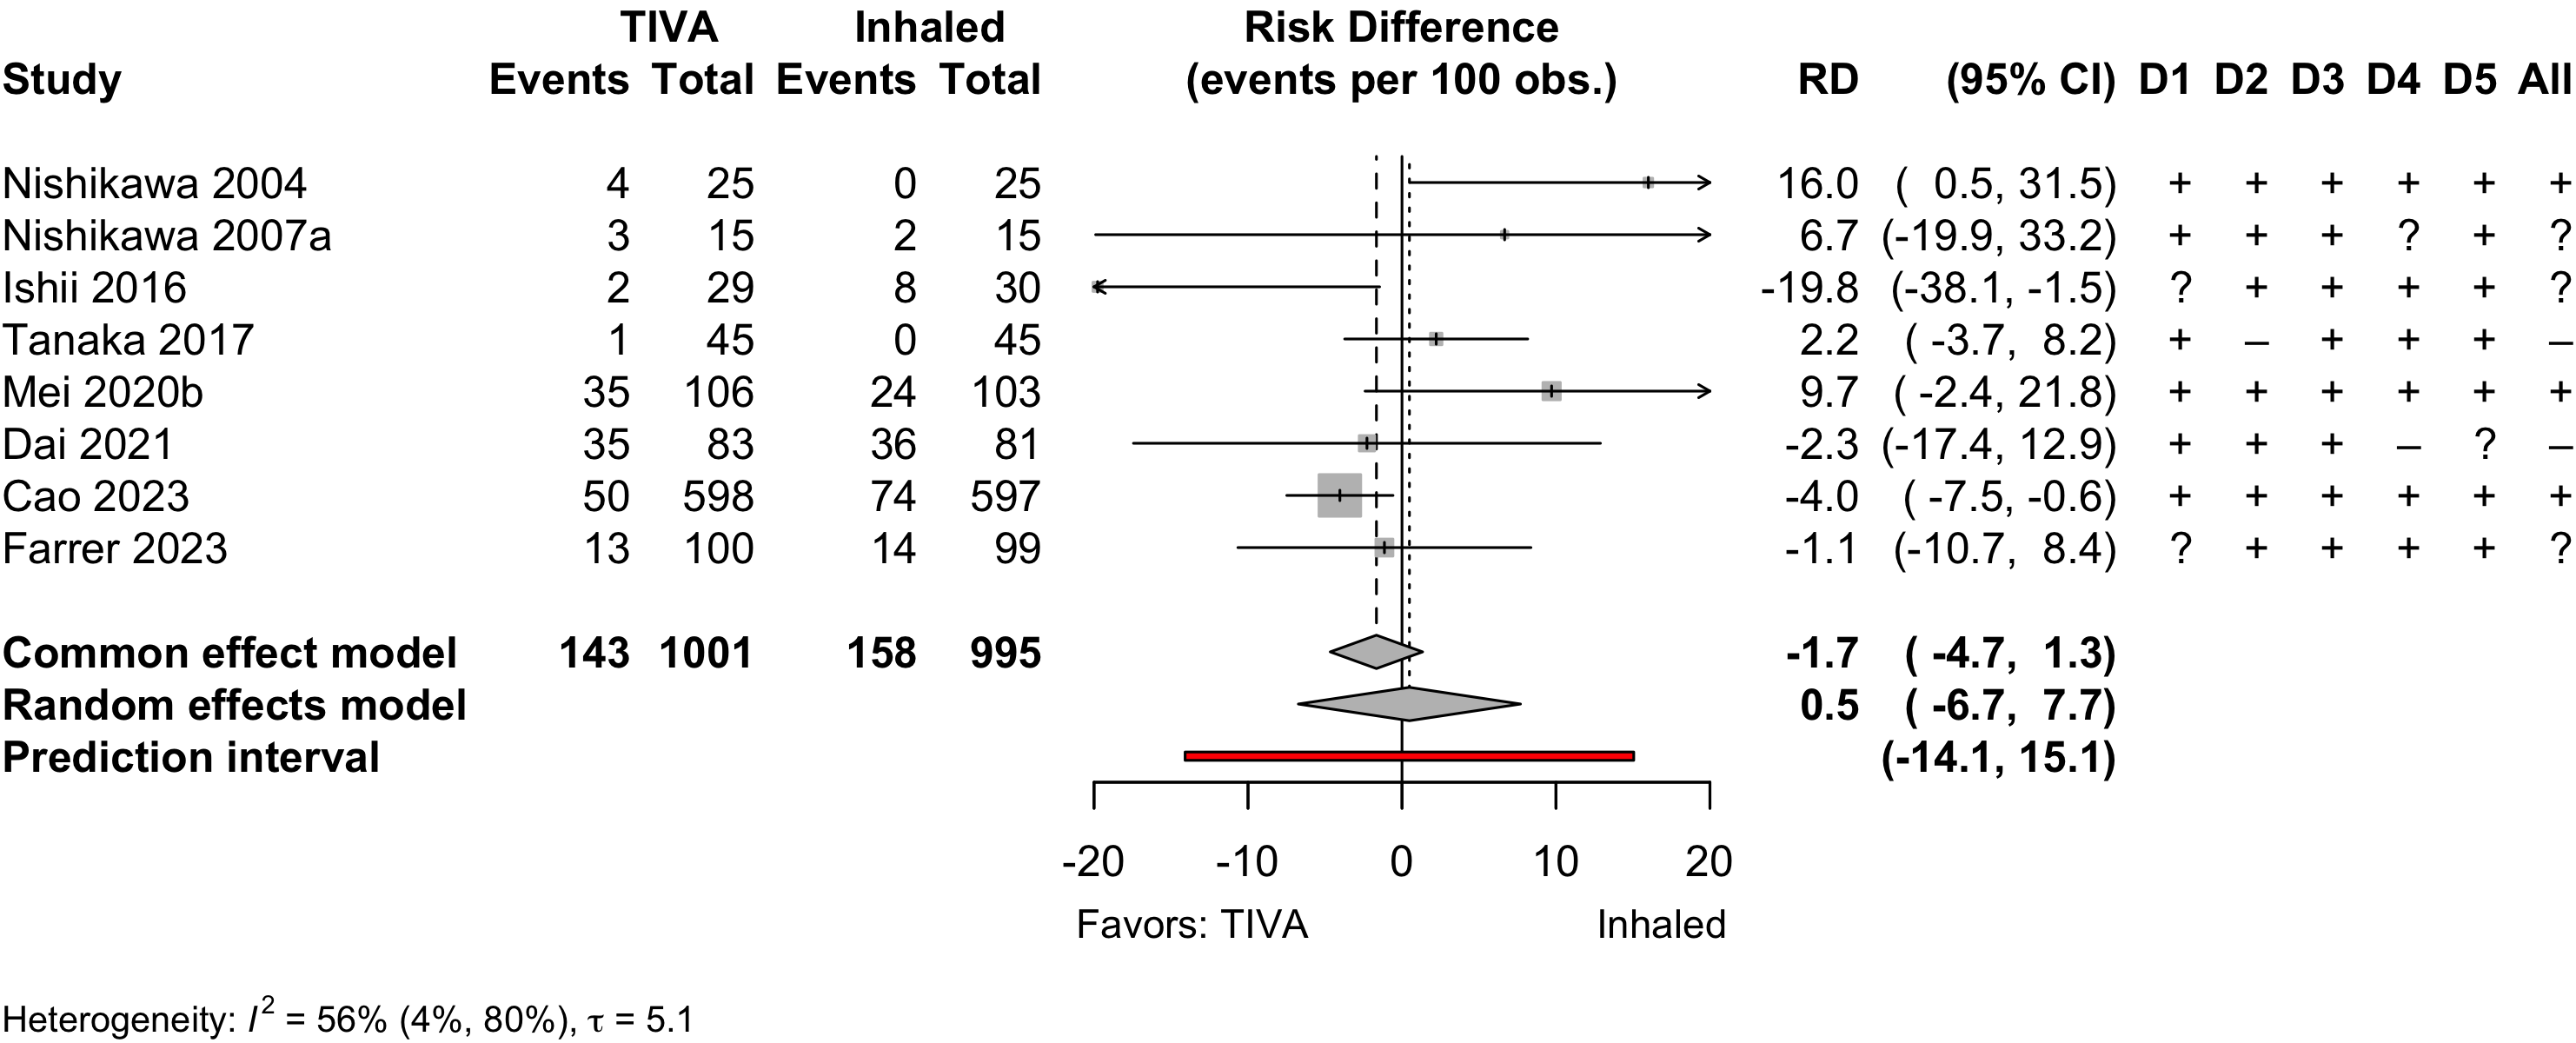 TIVA Inhaled Risk Difference
Study Events Total Events Total (events per 100 obs.) RD (95% CI) D1 D2 D3 D4 D5 All
Nishikawa 2004 4 25 0 25 16.0 ( 0.5, 31.5) + + + + + +
Nishikawa 2007a 3 15 2 15 6.7 (-19.9, 33.2) + + + ? + ?
Ishii 2016 2 29 8 30 -19.8 (-38.1, -1.5) ? + + + + ?
Tanaka 2017 1 45 0 45 2.2 ( -3.7, 8.2) + – + + + –
Mei 2020b 35 106 24 103 9.7 ( -2.4, 21.8) + + + + + +
Dai 2021 35 83 36 81 -2.3 (-17.4, 12.9) + + + – ? –
Cao 2023 50 598 74 597 -4.0 ( -7.5, -0.6) + + + + + +
Farrer 2023 13 100 14 99 -1.1 (-10.7, 8.4) ? + + + + ?
Common effect model 143 1001 158 995 -1.7 ( -4.7, 1.3)
Random effects model 0.5 ( -6.7, 7.7)
Prediction interval (-14.1, 15.1)
-20 -10 0 10 20
Favors: TIVA Inhaled
Heterogeneity: I² = 56% (4%, 80%), τ = 5.1